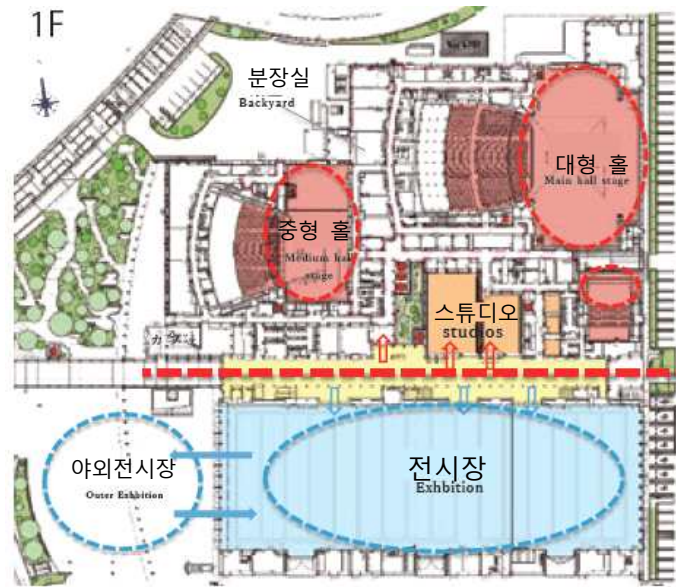 1F
분장실
Backyard
대형 홀
Main hall stage
중형 홀
Medium hall
stage
스튜디오
studios
야외전시장
Outer Exhbition
전시장
Exhbition